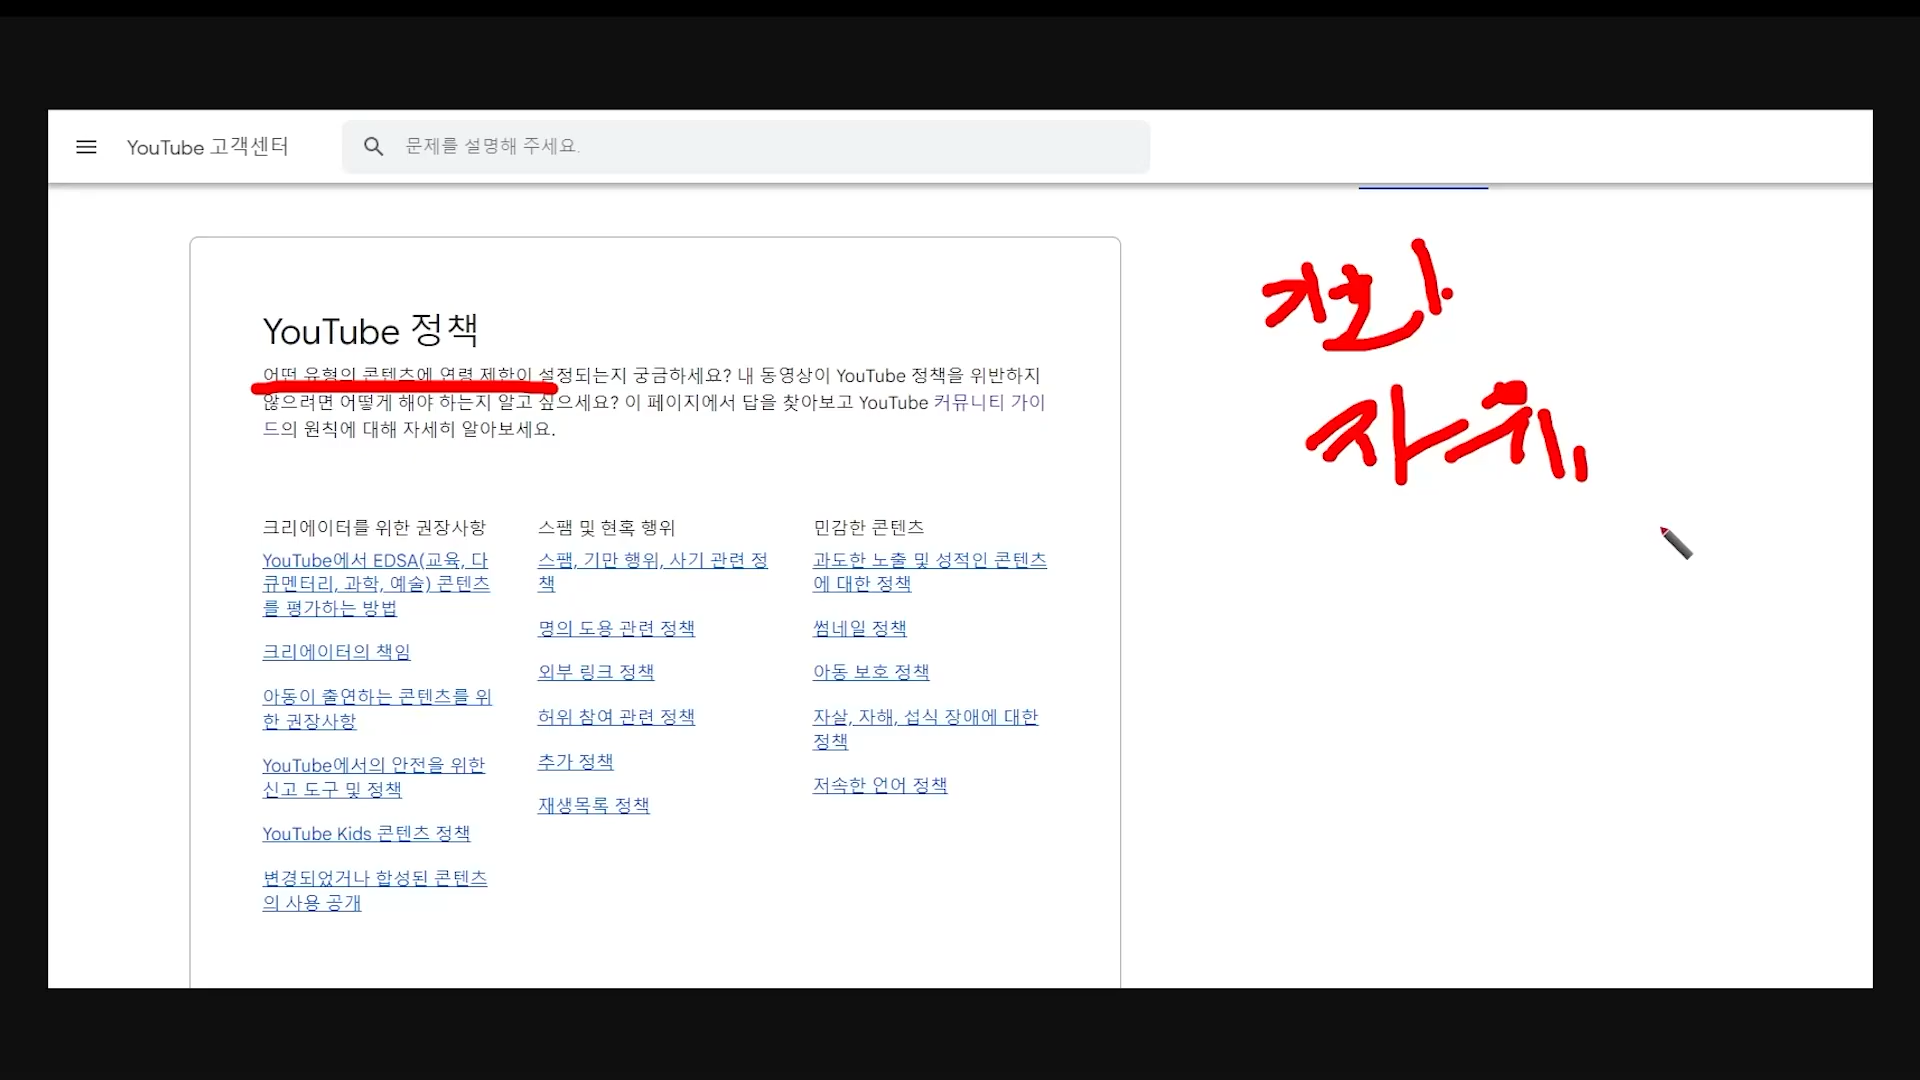 YouTube 고객센터
문제를 설명해 주세요.
YouTube 정책
어떤 유형의 콘텐츠에 연령 제한이 설정되는지 궁금하세요? 내 동영상이 YouTube 정책을 위반하지
않으려면 어떻게 해야 하는지 알고 싶으세요? 이 페이지에서 답을 찾아보고 YouTube 커뮤니티 가이
드의 원칙에 대해 자세히 알아보세요.
크리에이터를 위한 권장사항
YouTube에서 EDSA(교육, 다
큐멘터리, 과학, 예술) 콘텐츠
를 평가하는 방법
크리에이터의 책임
아동이 출연하는 콘텐츠를 위
한 권장사항
YouTube에서의 안전을 위한
신고 도구 및 정책
YouTube Kids 콘텐츠 정책
변경되었거나 합성된 콘텐츠
의 사용 공개
스팸 및 현혹 행위
스팸, 기만 행위, 사기 관련 정
책
명의 도용 관련 정책
외부 링크 정책
허위 참여 관련 정책
추가 정책
재생목록 정책
민감한 콘텐츠
과도한 노출 및 성적인 콘텐츠
에 대한 정책
썸네일 정책
아동 보호 정책
자살, 자해, 섭식 장애에 대한
정책
저속한 언어 정책